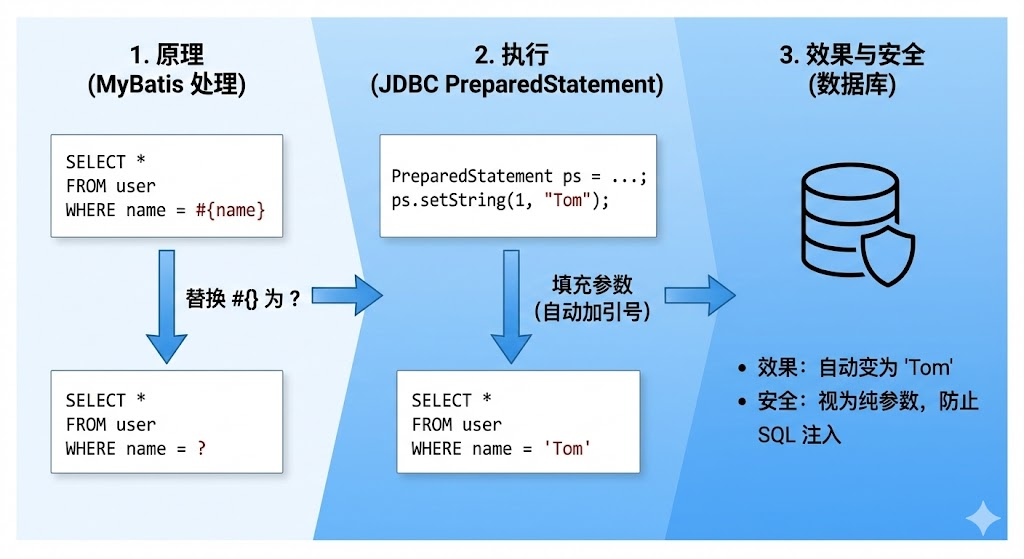 1. 原理
(MyBatis 处理)
SELECT *
FROM user
WHERE name = #{name}
替换 #{} 为 ?
SELECT *
FROM user
WHERE name = ?
2. 执行
(JDBC PreparedStatement)
PreparedStatement ps = ...;
ps.setString(1, "Tom");
填充参数
(自动加引号)
SELECT *
FROM user
WHERE name = 'Tom'
3. 效果与安全
(数据库)
• 效果：自动变为 'Tom'
• 安全：视为纯参数，防止
SQL 注入